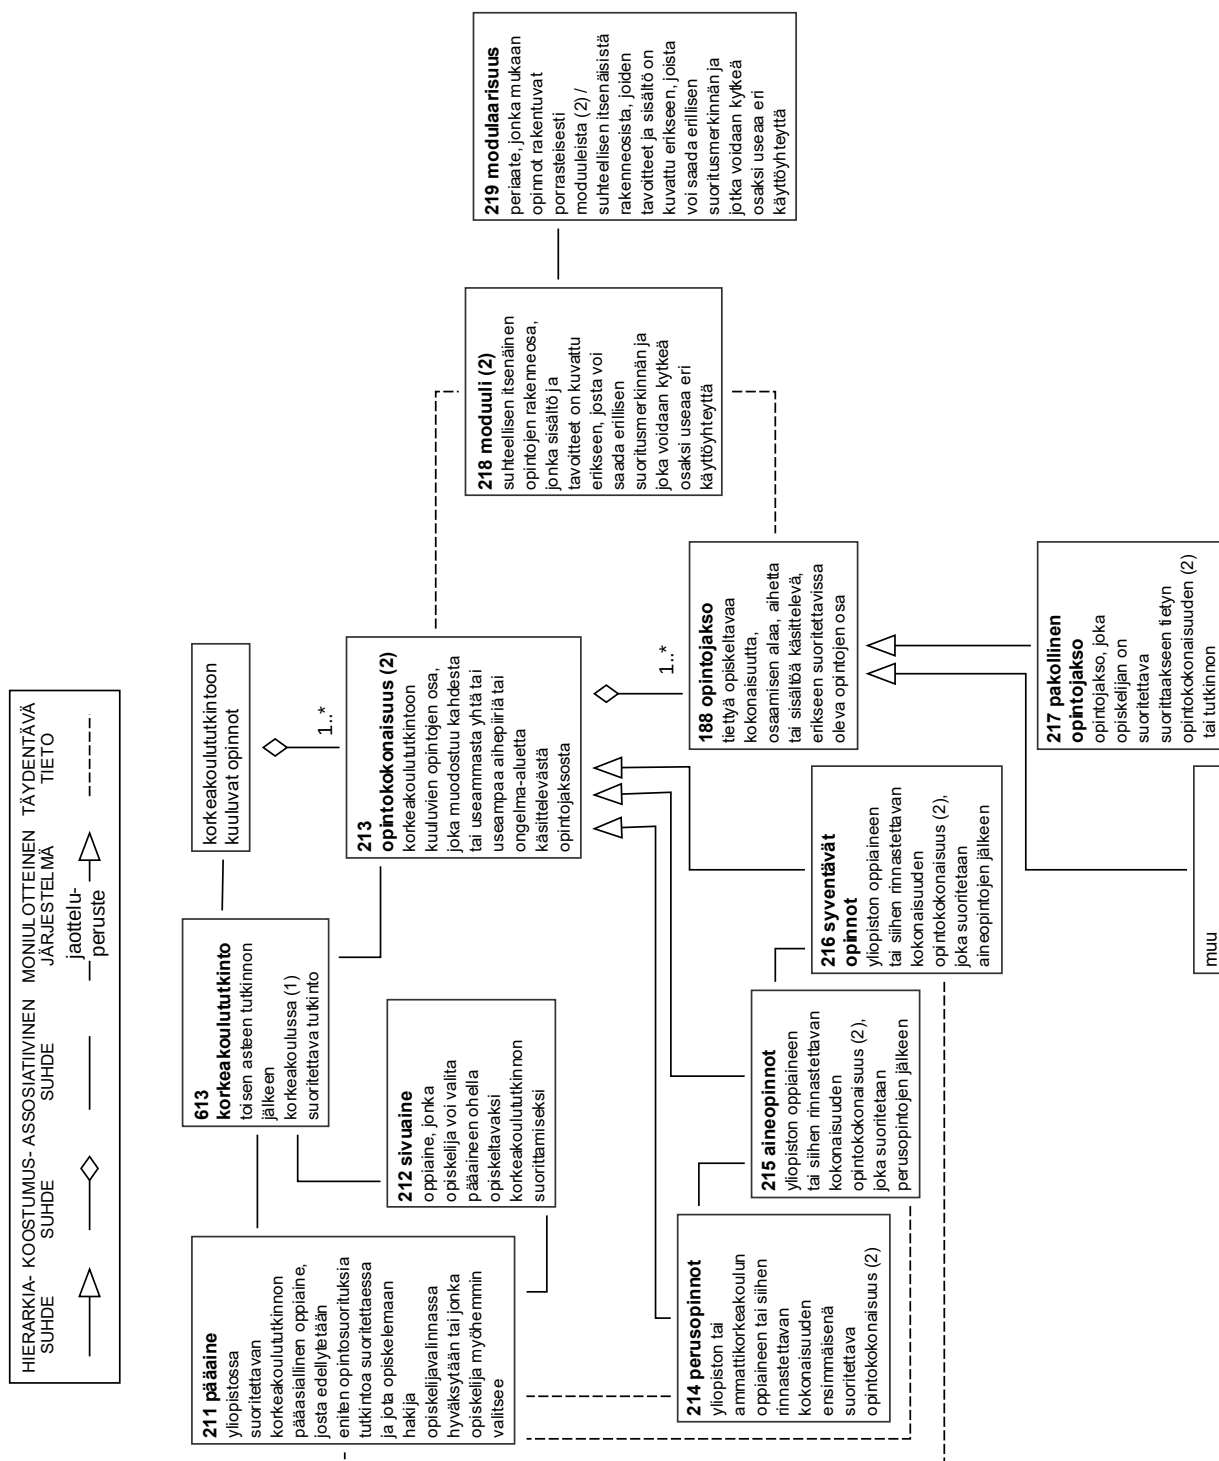 HIERARKIA-
SUHDE
KOOSTUMUS-
SUHDE
ASSOSIATIIVINEN
SUHDE
MONIULOTTEINEN
JÄRJESTELMÄ
TÄYDENTÄVÄ
TIETO
jaottelu-
peruste
211 pääaine
yliopistossa
suoritettavan
korkeakoulututkinnon
pääasiallinen oppiaine,
josta edellytetään
eniten opintosuorituksia
tutkintoa suoritettaessa
ja jota opiskelemaan
hakija
opiskelijavalinnassa
hyväksytään tai jonka
opiskelija myöhemmin
valitsee
613
korkeakoulututkinto
toisen asteen tutkinnon
jälkeen
korkeakoulussa (1)
suoritettava tutkinto
korkeakoulututkintoon
kuuluvat opinnot
1..*
212 sivuaine
oppiaine, jonka
opiskelija voi valita
pääaineen ohella
opiskeltavaksi
korkeakoulututkinnon
suorittamiseksi
213
opintokokonaisuus (2)
korkeakoulututkintoon
kuuluvien opintojen osa,
joka muodostuu kahdesta
tai useammasta yhtä tai
useampaa aihepiiriä tai
ongelma-aluetta
käsittelevästä
opintojaksosta
1..*
218 moduuli (2)
suhteellisen itsenäinen
opintojen rakenneosa,
jonka sisältö ja
tavoitteet on kuvattu
erikseen, josta voi
saada erillisen
suoritusmerkinnän ja
joka voidaan kytkeä
osaksi useaa eri
käyttöyhteyttä
219 modulaarisuus
periaate, jonka mukaan
opinnot rakentuvat
porrasteisesti
moduuleista (2) /
suhteellisen itsenäisistä
rakenneosista, joiden
tavoitteet ja sisältö on
kuvattu erikseen, joista
voi saada erillisen
suoritusmerkinnän ja
jotka voidaan kytkeä
osaksi useaa eri
käyttöyhteyttä
214 perusopinnot
yliopiston tai
ammattikorkeakoulun
oppiaineen tai siihen
rinnastettavan
kokonaisuuden
ensimmäisenä
suoritettava
opintokokonaisuus (2)
215 aineopinnot
yliopiston oppiaineen
tai siihen rinnastettavan
kokonaisuuden
opintokokonaisuus (2),
joka suoritetaan
perusopintojen jälkeen
216 syventävät
opinnot
yliopiston oppiaineen
tai siihen rinnastettavan
kokonaisuuden
opintokokonaisuus (2),
joka suoritetaan
aineopintojen jälkeen
188 opintojakso
tiettyä opiskeltavaa
kokonaisuutta,
osaamisen alaa, aihetta
tai sisältöä käsittelevä,
erikseen suoritettavissa
oleva opintojen osa
217 pakollinen
opintojakso
opintojakso, joka
opiskelijan on
suoritettava
suorittaakseen tietyn
opintokokonaisuuden (2)
tai tutkinnon
muu